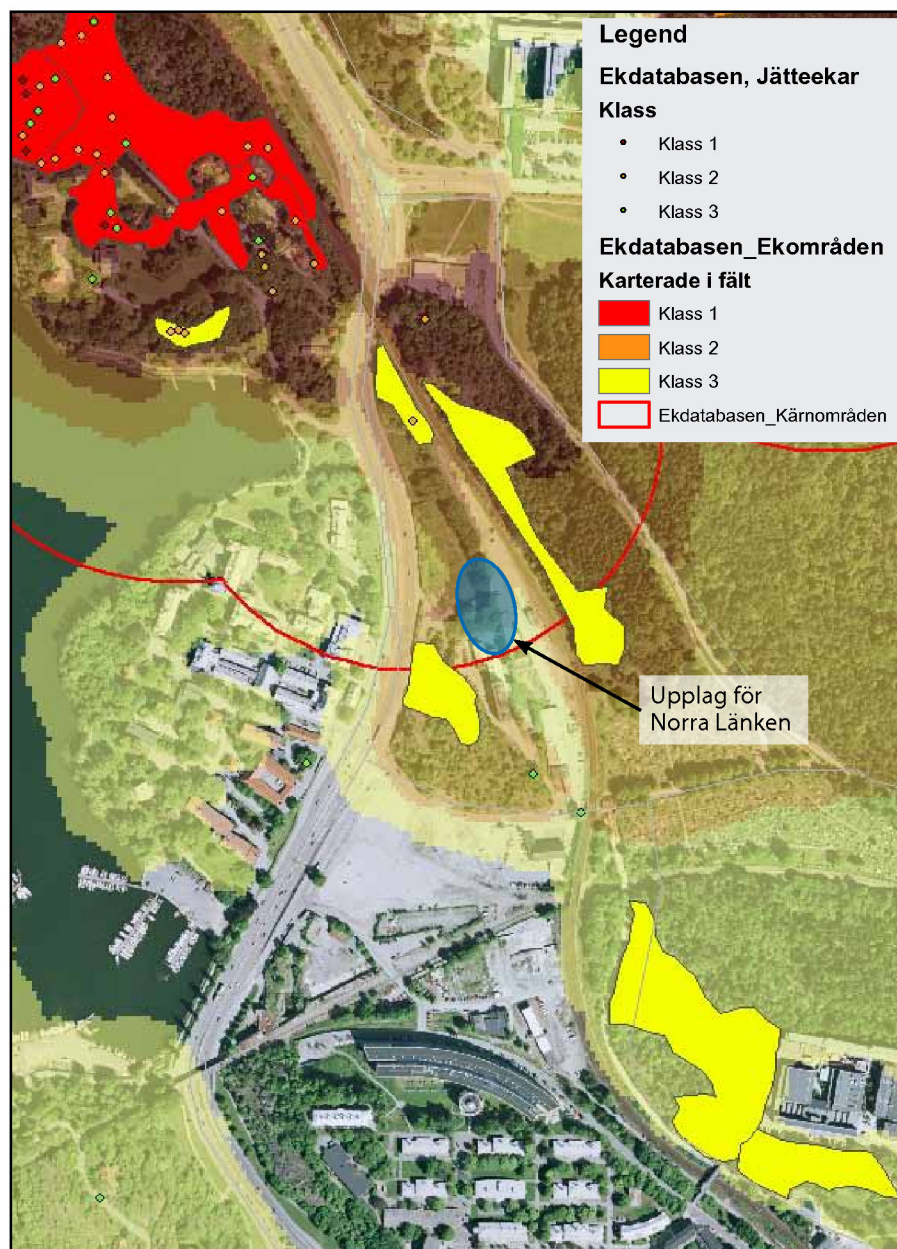 Legend
Ekdatabasen, Jätteekar
Klass
Klass 1
Klass 2
Klass 3
Ekdatabasen_Ekområden
Karterade i fält
Klass 1
Klass 2
Klass 3
Ekdatabasen_Kärnområden
Upplag för
Norra Länken